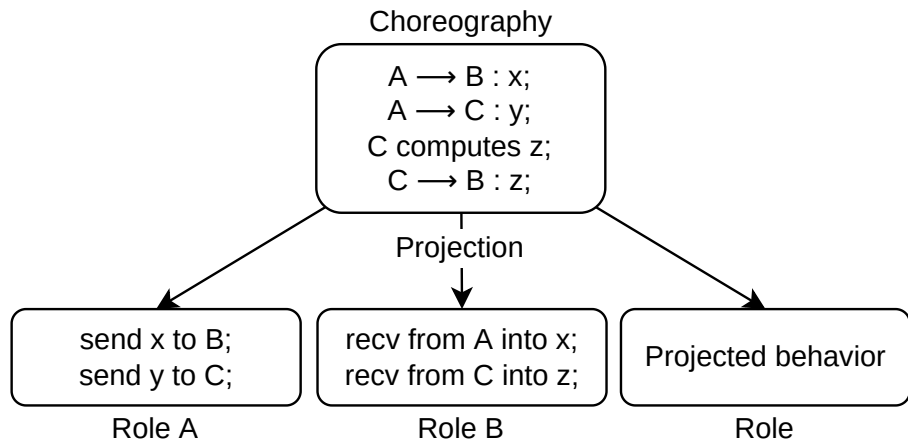 Choreography
A ⟶ B : x;
A ⟶ C : y;
C computes z;
C ⟶ B : z;
Projection
send x to B;
send y to C;
recv from A into x;
recv from C into z;
Projected behavior
Role A
Role B
Role